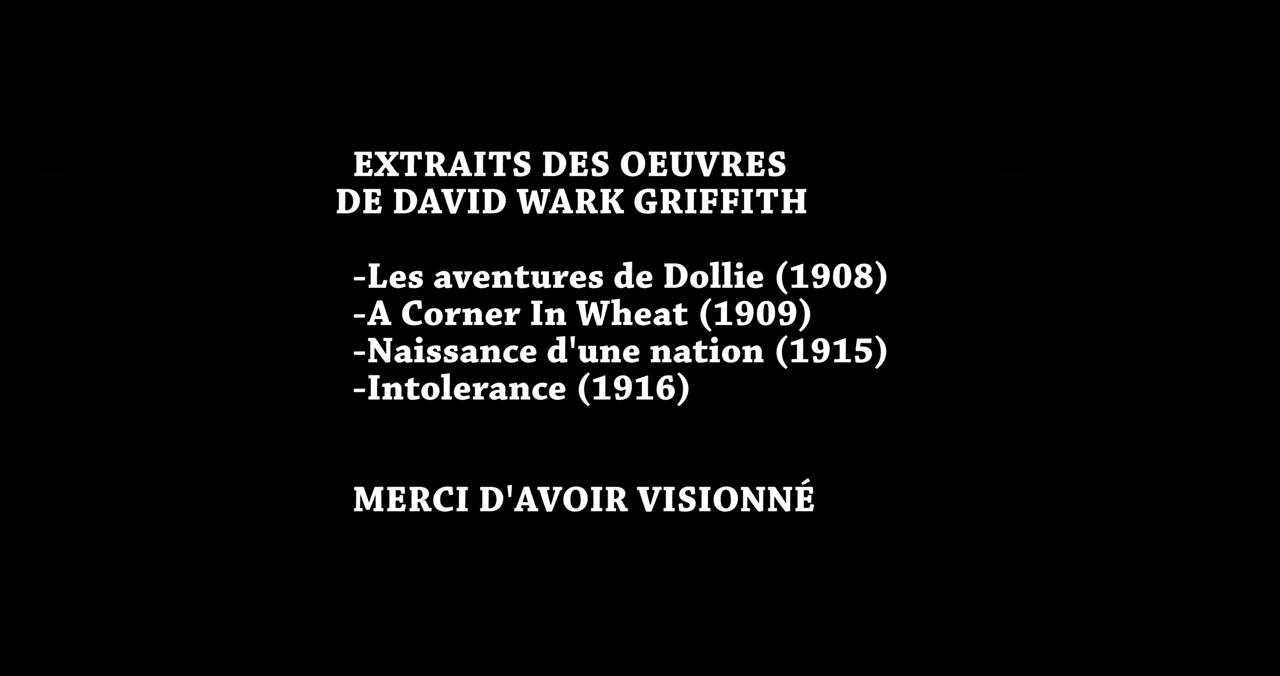 EXTRAITS DES OEUVRES
DE DAVID WARK GRIFFITH
-Les aventures de Dollie (1908)
-A Corner In Wheat (1909)
-Naissance d'une nation (1915)
-Intolerance (1916)
MERCI D'AVOIR VISIONNÉ